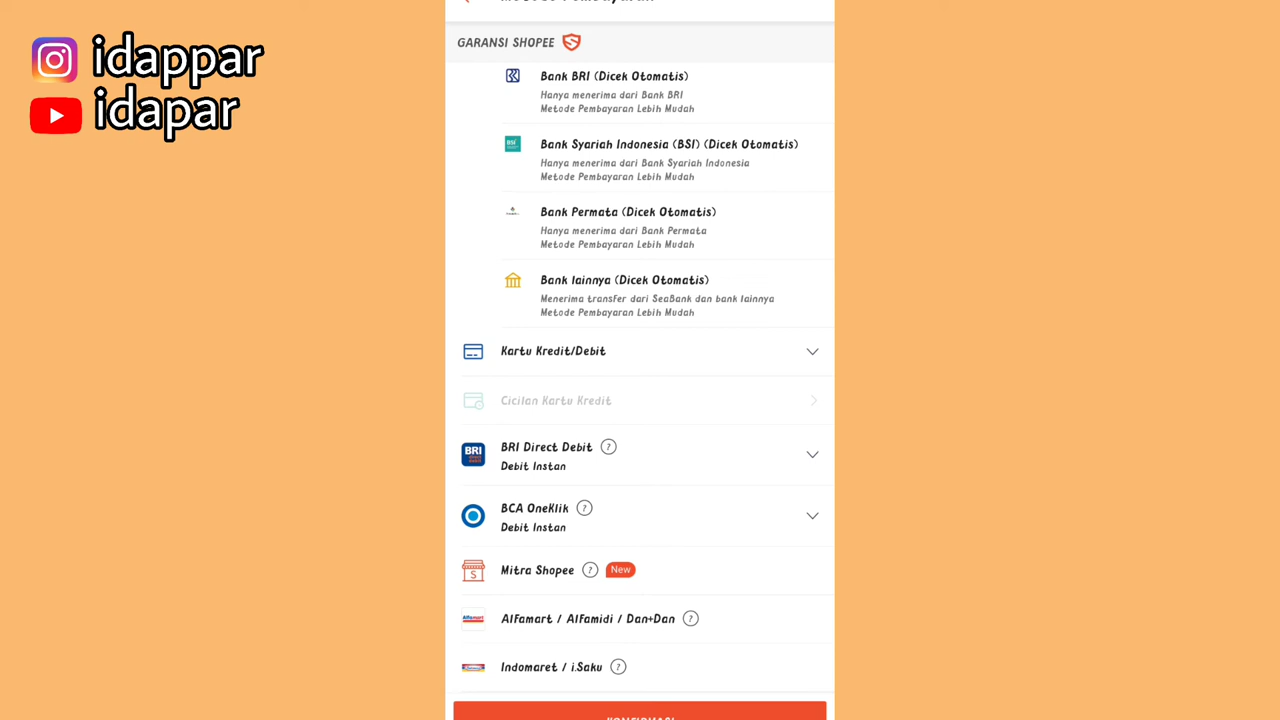 idappar
idapar
GARANSI SHOPEE
Bank BRI (Dicek Otomatis)
Hanya menerima dari Bank BRI
Metode Pembayaran Lebih Mudah
BSI
Bank Syariah Indonesia (BSI) (Dicek Otomatis)
Hanya menerima dari Bank Syariah Indonesia
Metode Pembayaran Lebih Mudah
Bank Permata (Dicek Otomatis)
Hanya menerima dari Bank Permata
Metode Pembayaran Lebih Mudah
Bank lainnya (Dicek Otomatis)
Menerima transfer dari SeaBank dan bank lainnya
Metode Pembayaran Lebih Mudah
Kartu Kredit/Debit
Cicilan Kartu Kredit
BRI
BRI Direct Debit ?
Debit Instan
BCA OneKlik ?
Debit Instan
S
Mitra Shopee ? New
Alfamart
Alfamart / Alfamidi / Dan+Dan ?
Indomaret / i.Saku ?